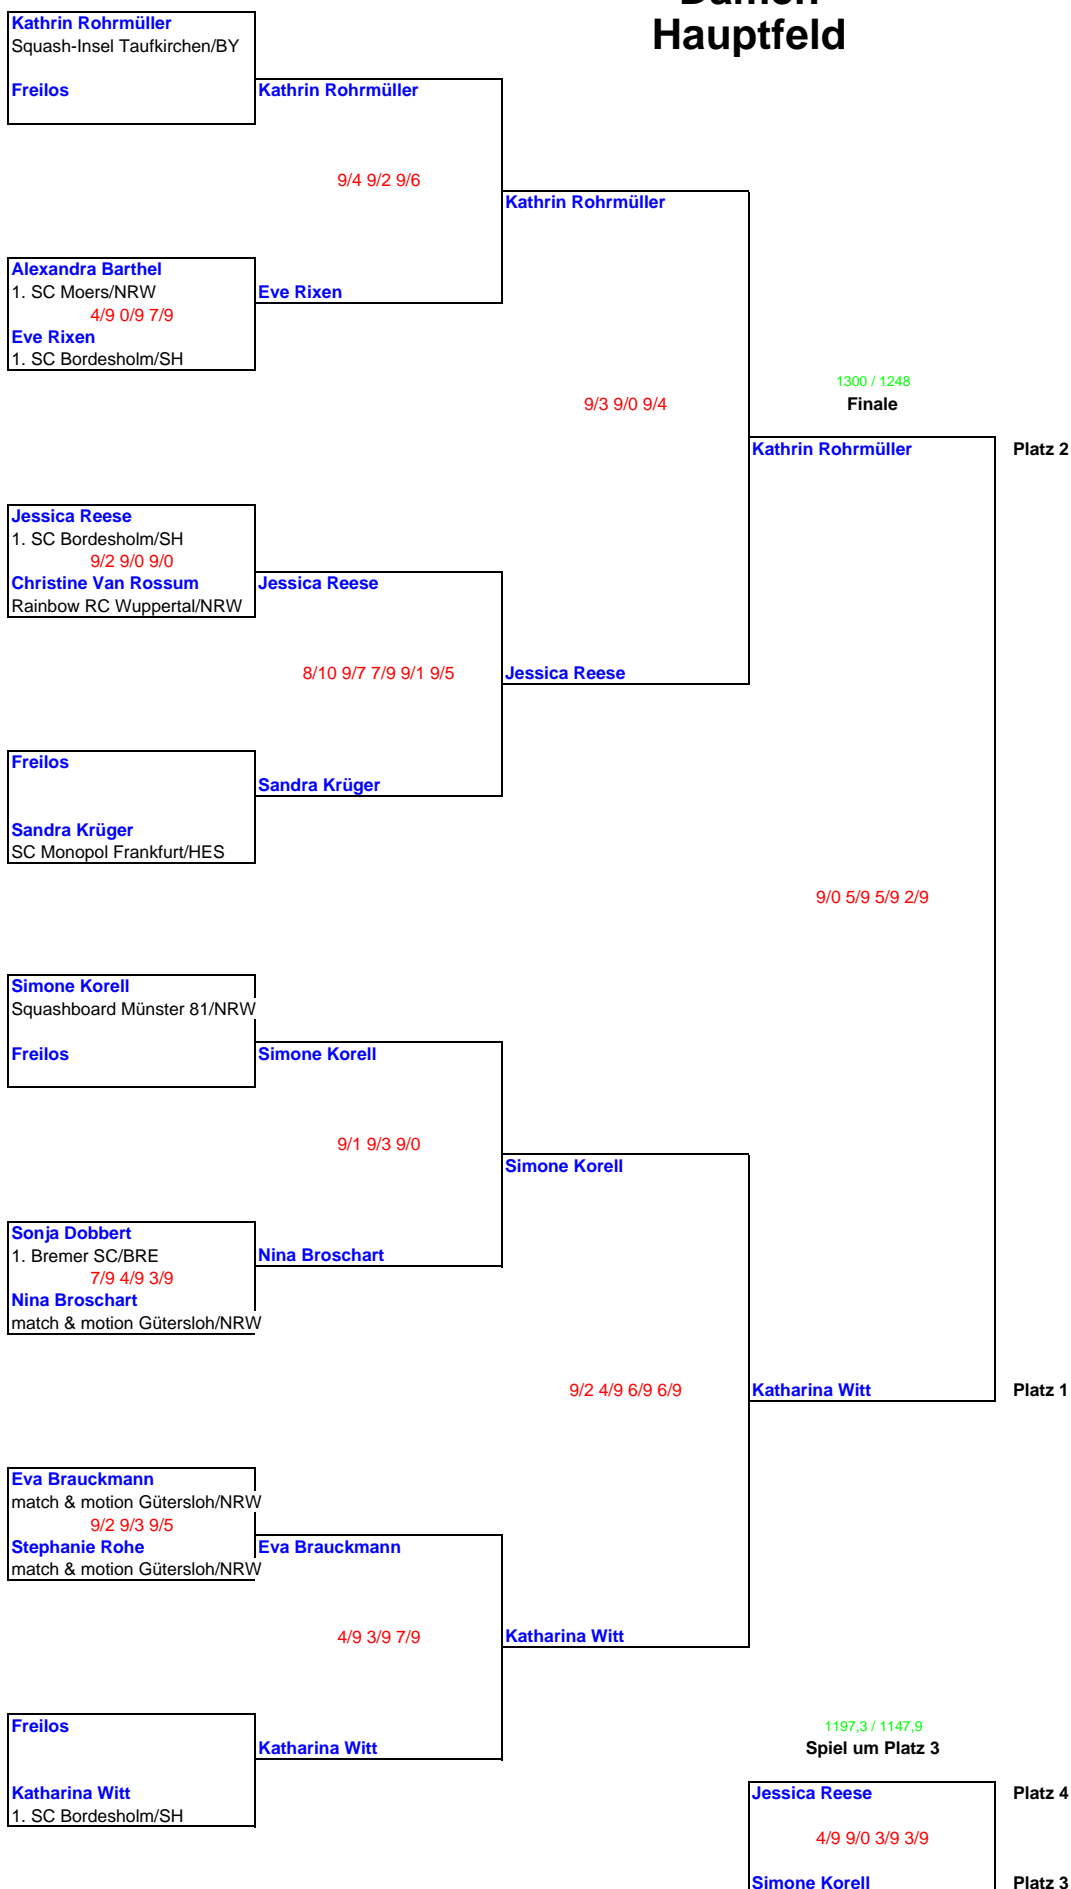 Damen
Hauptfeld
Kathrin Rohrmüller
Squash-Insel Taufkirchen/BY
Freilos
Kathrin Rohrmüller
9/4 9/2 9/6
Kathrin Rohrmüller
Alexandra Barthel
1. SC Moers/NRW
Eve Rixen
4/9 0/9 7/9
Eve Rixen
1. SC Bordesholm/SH
1300 / 1248
9/3 9/0 9/4
Finale
Kathrin Rohrmüller
Platz 2
Jessica Reese
1. SC Bordesholm/SH
9/2 9/0 9/0
Christine Van Rossum
Jessica Reese
Rainbow RC Wuppertal/NRW
8/10 9/7 7/9 9/1 9/5
Jessica Reese
Freilos
Sandra Krüger
Sandra Krüger
SC Monopol Frankfurt/HES
9/0 5/9 5/9 2/9
Simone Korell
Squashboard Münster 81/NRW
Freilos
Simone Korell
9/1 9/3 9/0
Simone Korell
Sonja Dobbert
1. Bremer SC/BRE
Nina Broschart
7/9 4/9 3/9
Nina Broschart
match & motion Gütersloh/NRW
9/2 4/9 6/9 6/9
Katharina Witt
Platz 1
Eva Brauckmann
match & motion Gütersloh/NRW
9/2 9/3 9/5
Stephanie Rohe
Eva Brauckmann
match & motion Gütersloh/NRW
4/9 3/9 7/9
Katharina Witt
Freilos
1197,3 / 1147,9
Katharina Witt
Spiel um Platz 3
Katharina Witt
Jessica Reese
Platz 4
1. SC Bordesholm/SH
4/9 9/0 3/9 3/9
Simone Korell
Platz 3